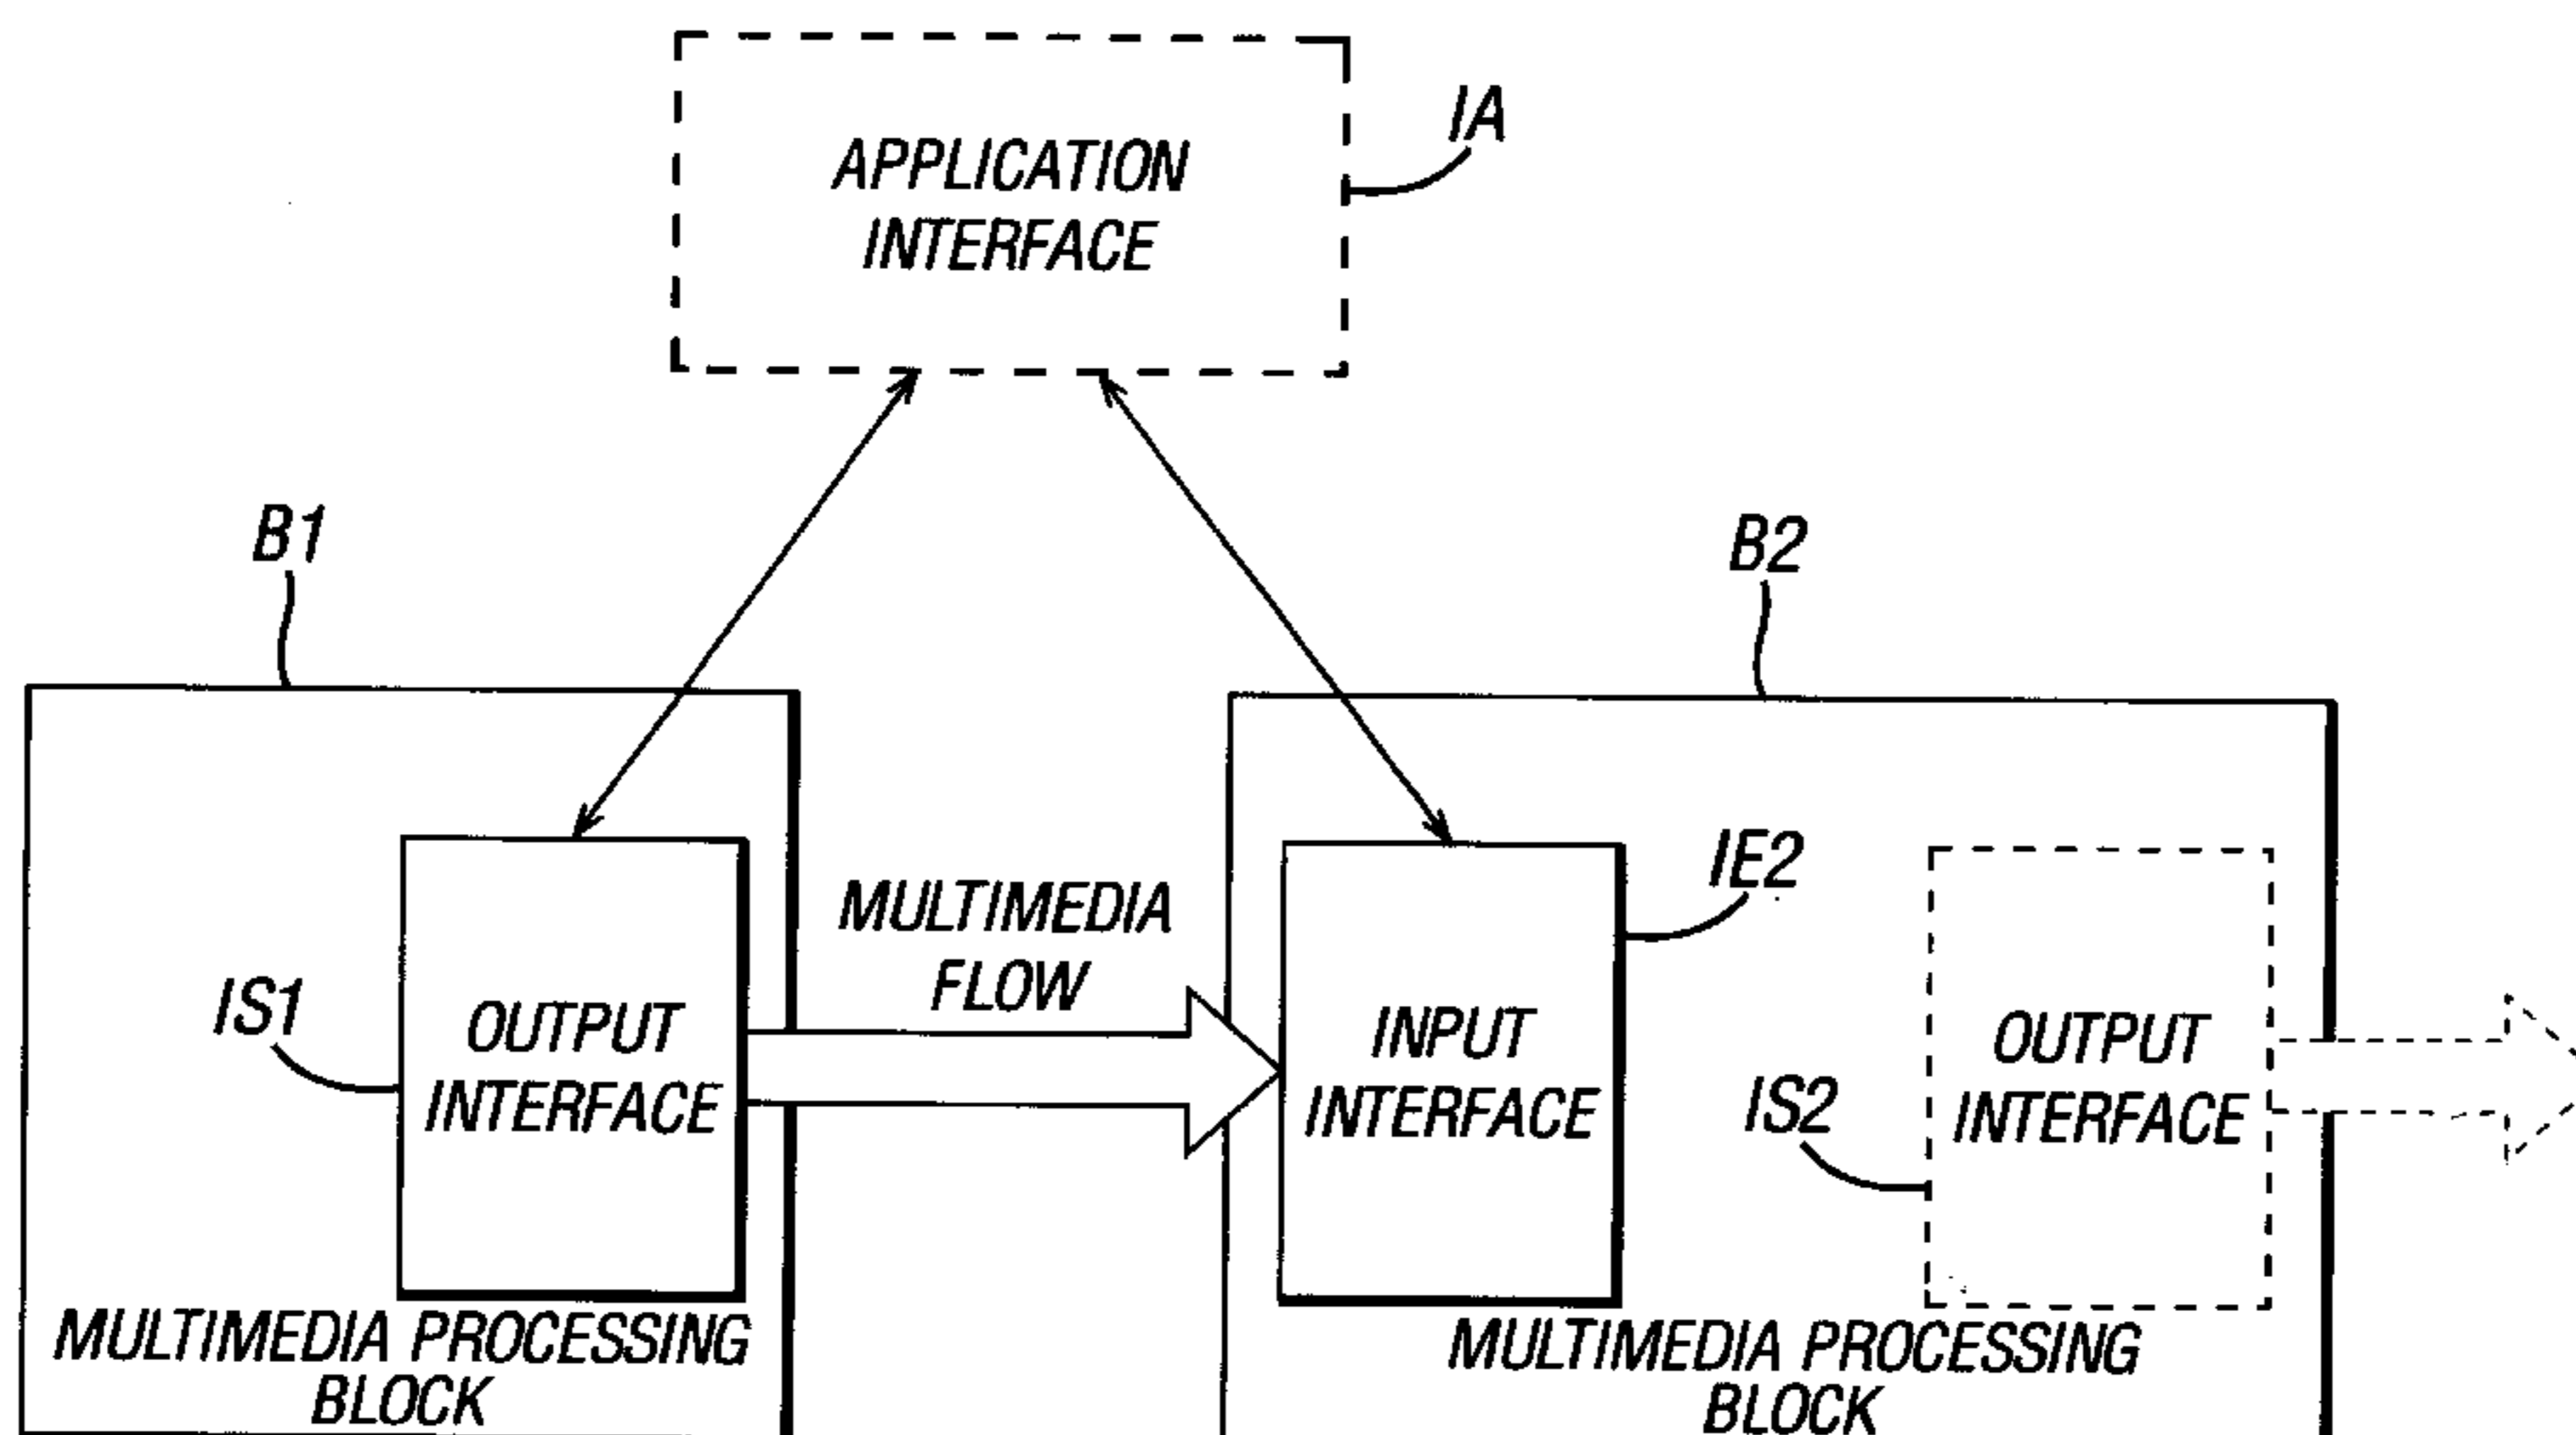 APPLICATION
INTERFACE
IA
B1
B2
IS1
OUTPUT
INTERFACE
MULTIMEDIA
FLOW
INPUT
INTERFACE
IE2
IS2
OUTPUT
INTERFACE
MULTIMEDIA PROCESSING
BLOCK
MULTIMEDIA PROCESSING
BLOCK